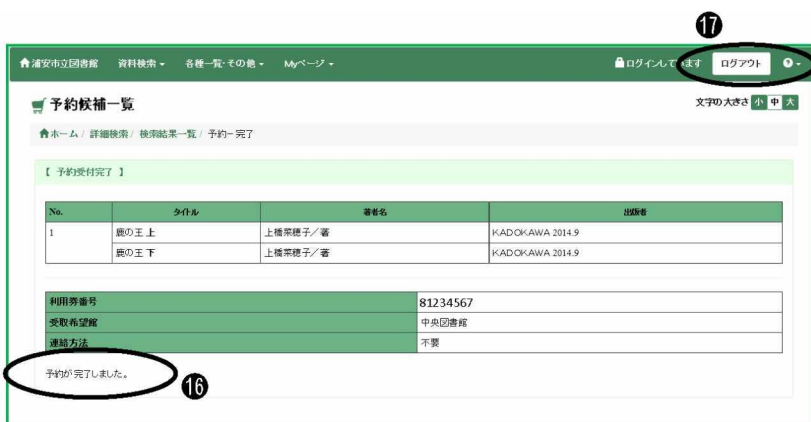 ⓱
浦安市立図書館 資料検索 各種一覧・その他 Myページ ログインしています ログアウト ?
予約候補一覧 文字の大きさ 小 中 大
ホーム / 詳細検索 / 検索結果一覧 / 予約-完了
【 予約受付完了 】
No. タイトル 著者名 出版者
1 鹿の王 上 上橋菜穂子／著 KADOKAWA 2014.9
鹿の王 下 上橋菜穂子／著 KADOKAWA 2014.9
利用券番号 81234567
受取希望館 中央図書館
連絡方法 不要
予約が完了しました。
⓰